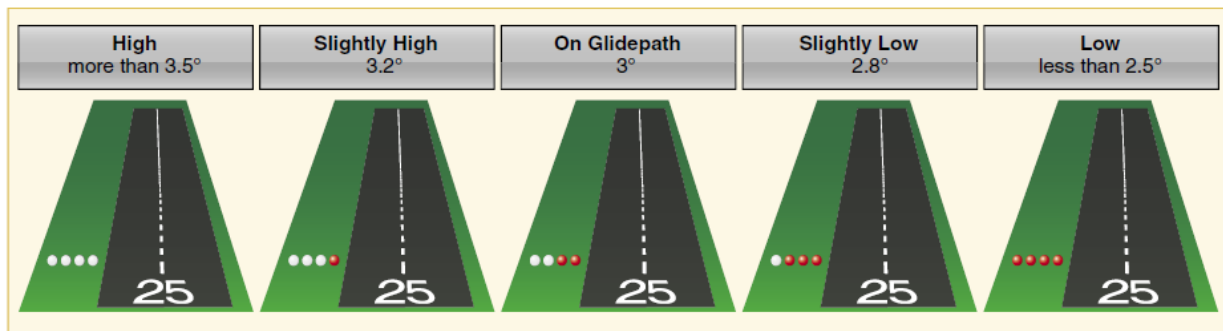 High
more than 3.5°
Slightly High
3.2°
On Glidepath
3°
Slightly Low
2.8°
Low
less than 2.5°
25
25
25
25
25